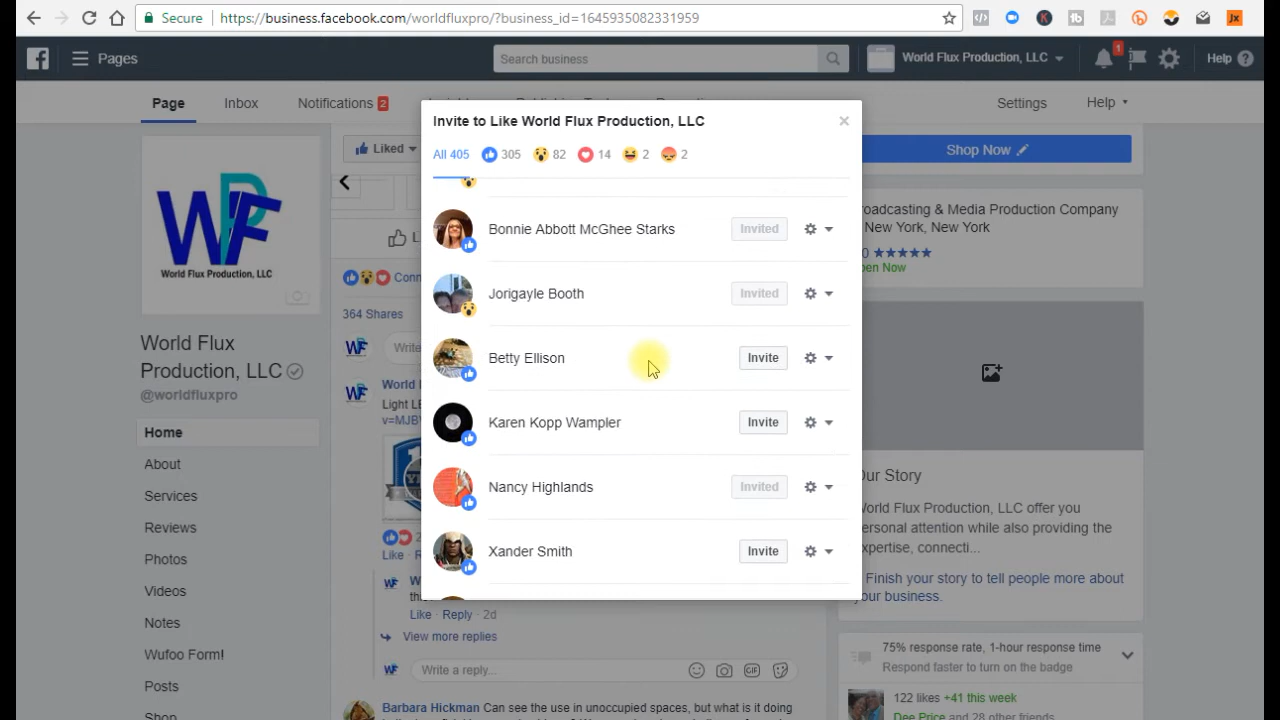 Secure https://business.facebook.com/worldfluxpro/?business_id=1645935082331959
Pages
Search business
World Flux Production, LLC
1
Help
Page
Inbox
Notifications 2
Settings
Help
Invite to Like World Flux Production, LLC
All 405
305
82
14
2
2
Bonnie Abbott McGhee Starks
Invited
Jorigayle Booth
Invited
Betty Ellison
Invite
Karen Kopp Wampler
Invite
Nancy Highlands
Invited
Xander Smith
Invite
World Flux Production, LLC
World Flux
Production, LLC
@worldfluxpro
Home
About
Services
Reviews
Photos
Videos
Notes
Wufoo Form!
Posts
Shop
Liked
364 Shares
Like · Reply · 2d
View more replies
Write a reply...
GIF
Barbara Hickman Can see the use in unoccupied spaces, but what is it doing
Shop Now
roadcasting & Media Production Company
New York, New York
0
pen Now
Our Story
World Flux Production, LLC offer you
personal attention while also providing the
expertise, connecti...
Finish your story to tell people more about
your business.
75% response rate, 1-hour response time
Respond faster to turn on the badge
122 likes +41 this week
Dee Price and 28 other friends